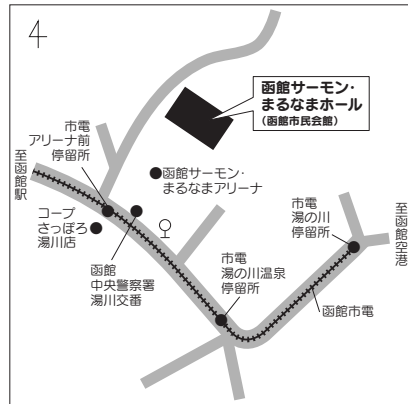 4
函館サーモン・
まるなまホール
(函館市民会館)
市電
アリーナ前
停留所
至函館駅
函館サーモン・
まるなまアリーナ
コープ
さっぽろ
湯川店
函館
中央警察署
湯川交番
市電
湯の川
停留所
至函館空港
市電
湯の川温泉
停留所
函館市電